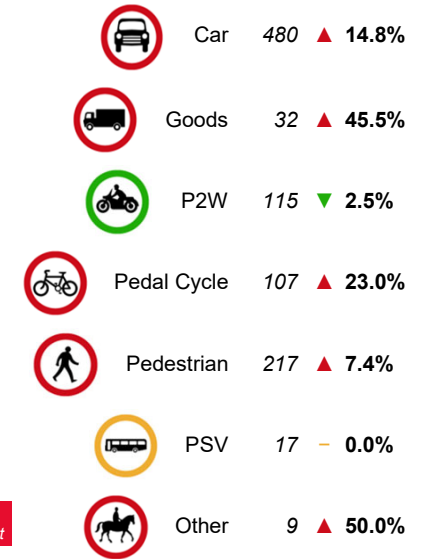 Car 480 ▲ 14.8%
Goods 32 ▲ 45.5%
P2W 115 ▼ 2.5%
Pedal Cycle 107 ▲ 23.0%
Pedestrian 217 ▲ 7.4%
PSV 17 – 0.0%
Other 9 ▲ 50.0%